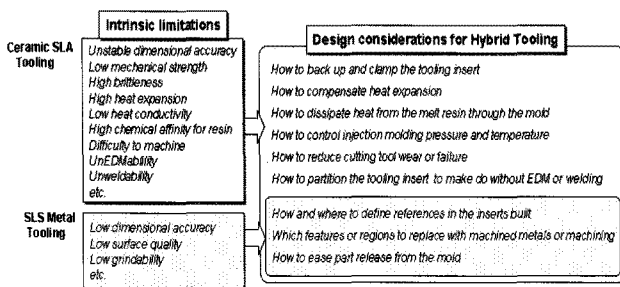 Intrinsic limitations
Ceramic SLA
Tooling
Unstable dimensional accuracy
Low mechanical strength
High brittleness
High heat expansion
Low heat conductivity
High chemical affinity for resin
Difficulty to machine
UnEDMability
Unweldability
etc.
SLS Metal
Tooling
Low dimensional accuracy
Low surface quality
Low grindability
etc.
Design considerations for Hybrid Tooling
How to back up and clamp the tooling insert
How to compensate heat expansion
How to dissipate heat from the melt resin through the mold
How to control injection molding pressure and temperature
How to reduce cutting tool wear or failure
How to partition the tooling insert to make do without EDM or welding
How and where to define references in the inserts built
Which features or regions to replace with machined metals or machining
How to ease part release from the mold